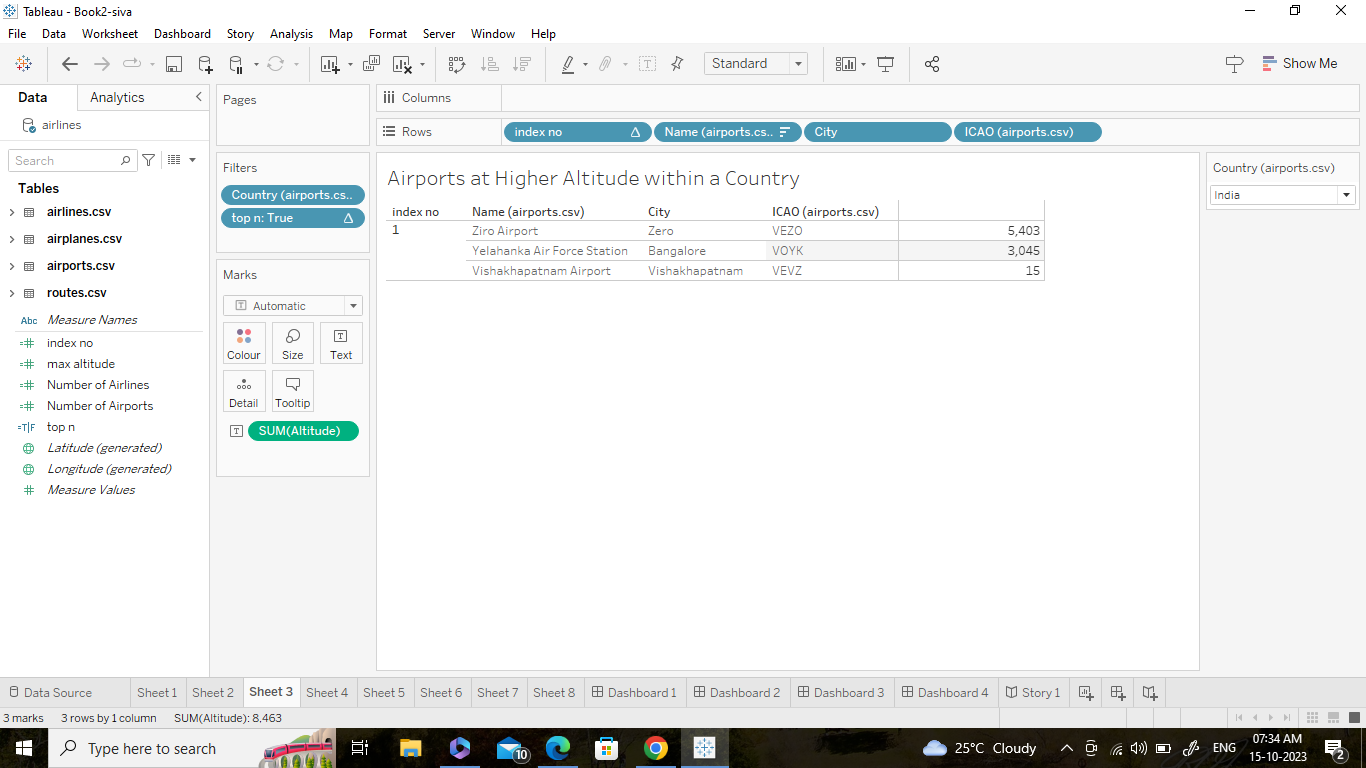 Tableau - Book2-siva
File Data Worksheet Dashboard Story Analysis Map Format Server Window Help
Standard
Show Me
Data Analytics
airlines
Search
Tables
airlines.csv
airplanes.csv
airports.csv
routes.csv
Abc Measure Names
index no
max altitude
Number of Airlines
Number of Airports
=T|F top n
Latitude (generated)
Longitude (generated)
Measure Values
Pages
Filters
Country (airports.cs..
top n: True
Marks
Automatic
Colour Size Text
Detail Tooltip
SUM(Altitude)
Columns
Rows index no Name (airports.cs.. City ICAO (airports.csv)
Airports at Higher Altitude within a Country
index no Name (airports.csv) City ICAO (airports.csv)
1 Ziro Airport Zero VEZO 5,403
Yelahanka Air Force Station Bangalore VOYK 3,045
Vishakhapatnam Airport Vishakhapatnam VEVZ 15
Country (airports.csv)
India
Data Source Sheet 1 Sheet 2 Sheet 3 Sheet 4 Sheet 5 Sheet 6 Sheet 7 Sheet 8 Dashboard 1 Dashboard 2 Dashboard 3 Dashboard 4 Story 1
3 marks 3 rows by 1 column SUM(Altitude): 8,463
Type here to search
10
25°C Cloudy
ENG
07:34 AM
15-10-2023
2